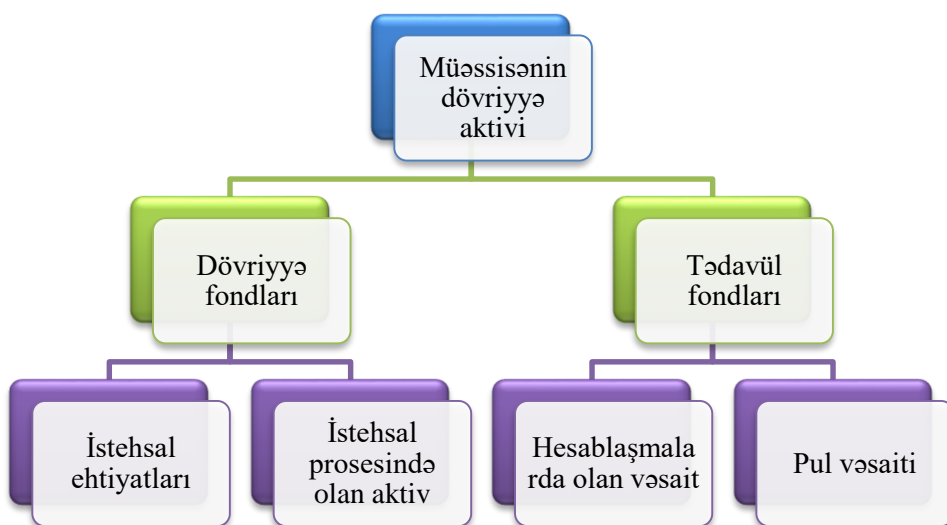 Müəssisənin
dövriyyə
aktivi
Dövriyyə
fondları
Tədavül
fondları
İstehsal
ehtiyatları
İstehsal
prosesində
olan aktiv
Hesablaşmala
rda olan vəsait
Pul vəsaiti